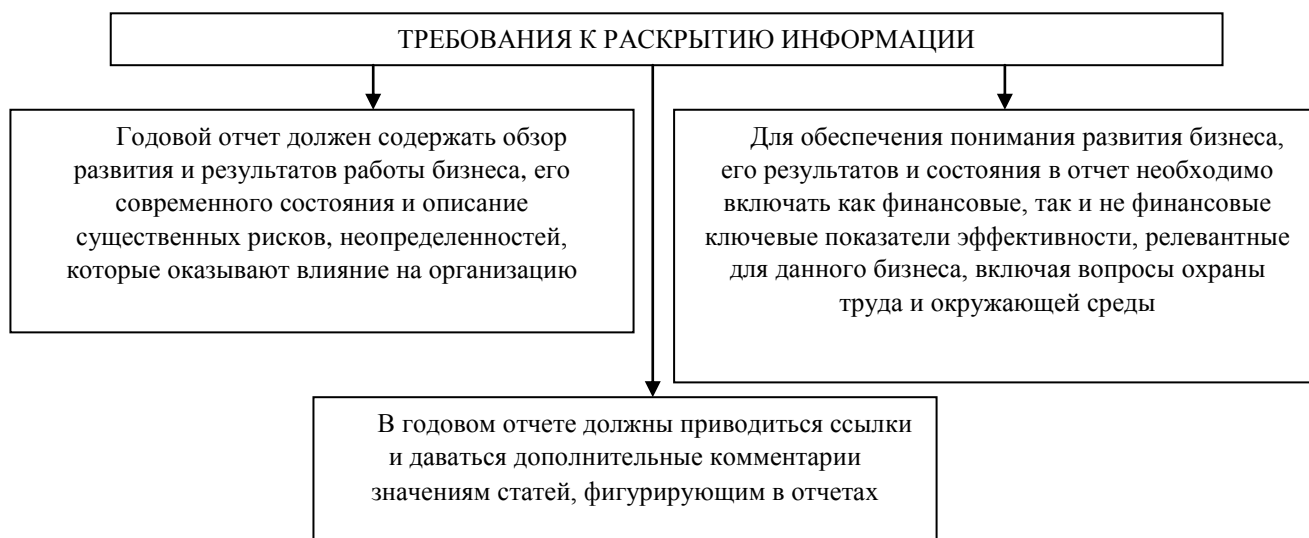 ТРЕБОВАНИЯ К РАСКРЫТИЮ ИНФОРМАЦИИ
Годовой отчет должен содержать обзор
развития и результатов работы бизнеса, его
современного состояния и описание
существенных рисков, неопределенностей,
которые оказывают влияние на организацию
Для обеспечения понимания развития бизнеса,
его результатов и состояния в отчет необходимо
включать как финансовые, так и не финансовые
ключевые показатели эффективности, релевантные
для данного бизнеса, включая вопросы охраны
труда и окружающей среды
В годовом отчете должны приводиться ссылки
и даваться дополнительные комментарии
значениям статей, фигурирующим в отчетах